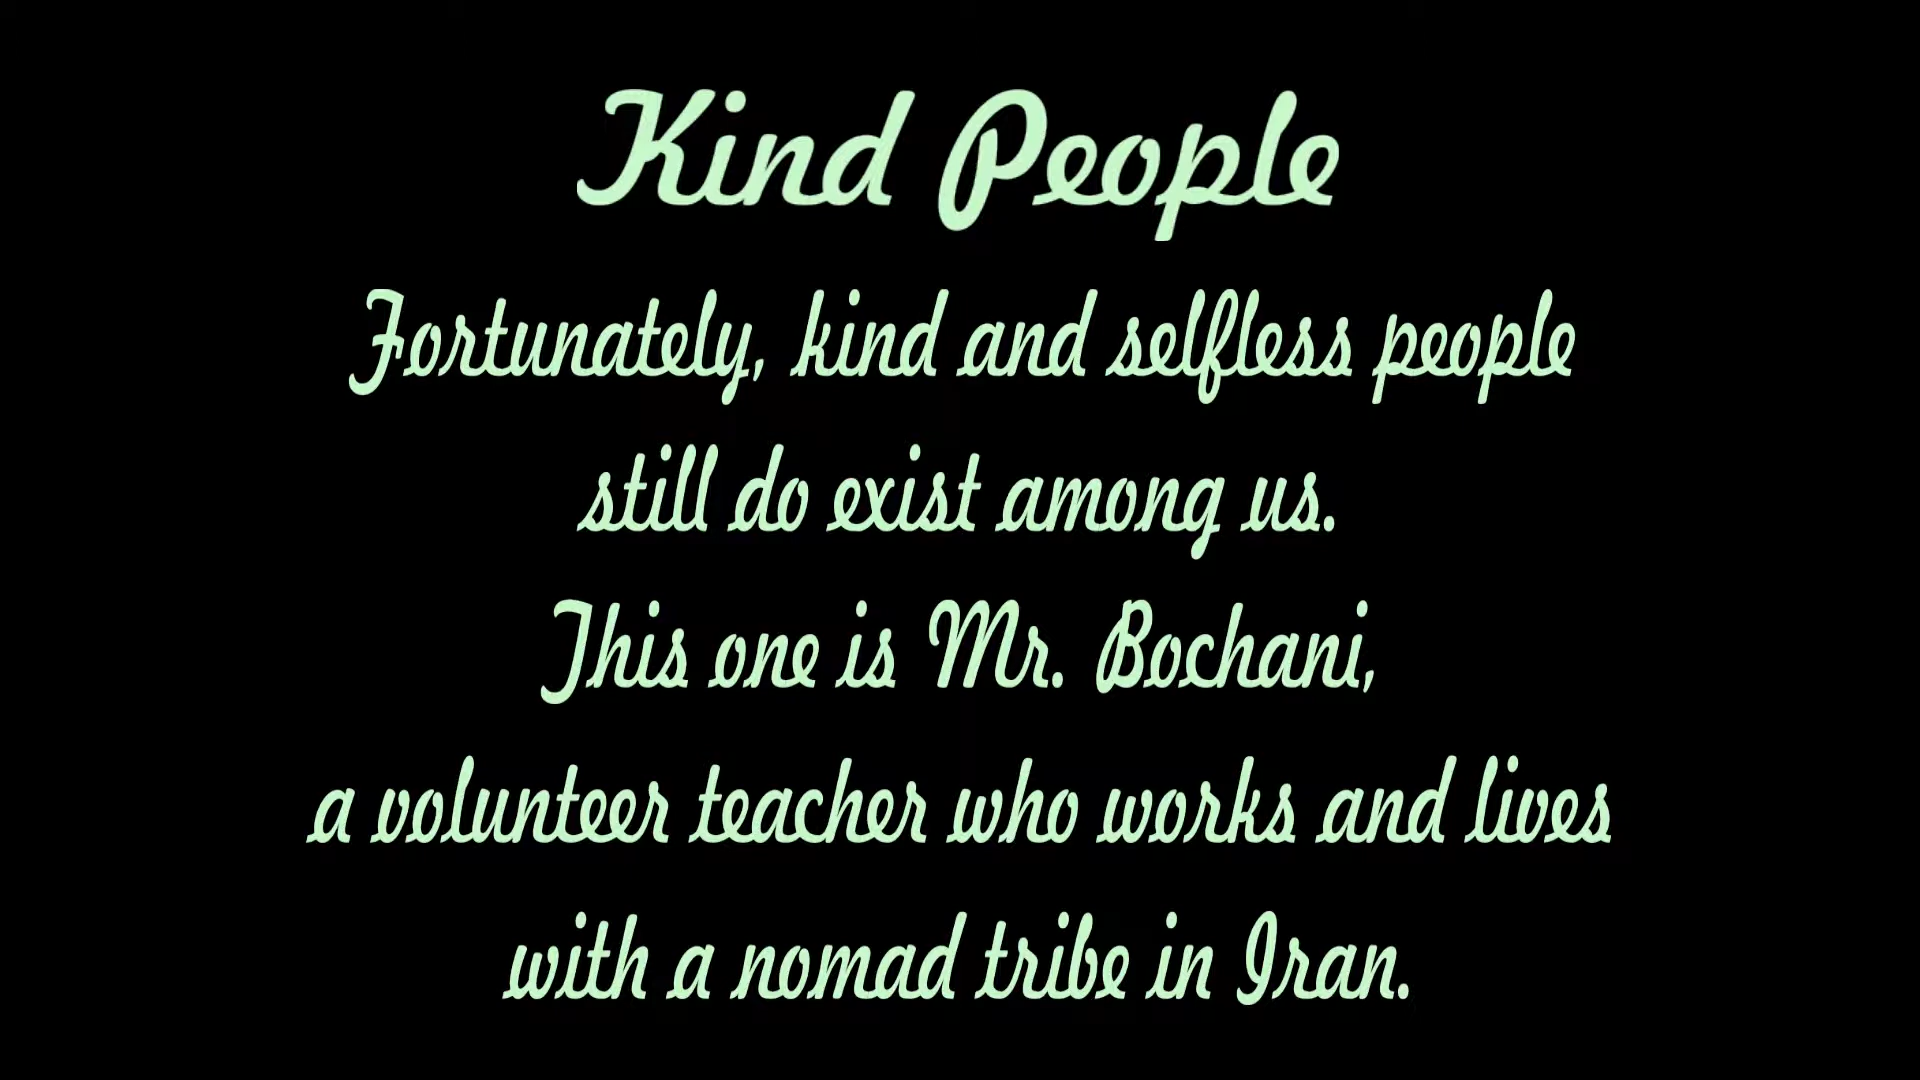 Kind People
Fortunately, kind and selfless people
still do exist among us.
This one is Mr. Bochani,
a volunteer teacher who works and lives
with a nomad tribe in Iran.